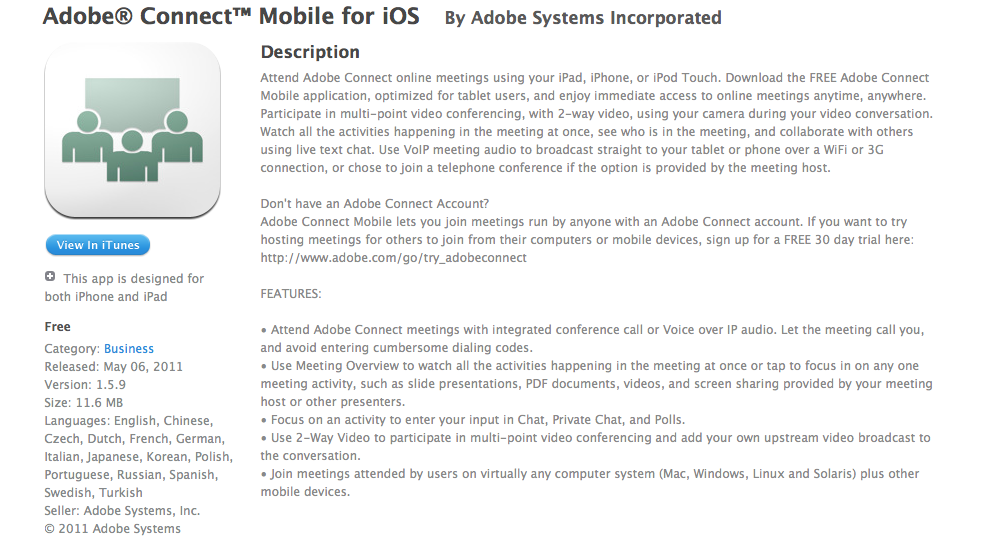 Adobe® Connect™ Mobile for iOS By Adobe Systems Incorporated
View In iTunes
This app is designed for
both iPhone and iPad
Free
Category: Business
Released: May 06, 2011
Version: 1.5.9
Size: 11.6 MB
Languages: English, Chinese,
Czech, Dutch, French, German,
Italian, Japanese, Korean, Polish,
Portuguese, Russian, Spanish,
Swedish, Turkish
Seller: Adobe Systems, Inc.
© 2011 Adobe Systems
Description
Attend Adobe Connect online meetings using your iPad, iPhone, or iPod Touch. Download the FREE Adobe Connect
Mobile application, optimized for tablet users, and enjoy immediate access to online meetings anytime, anywhere.
Participate in multi-point video conferencing, with 2-way video, using your camera during your video conversation.
Watch all the activities happening in the meeting at once, see who is in the meeting, and collaborate with others
using live text chat. Use VoIP meeting audio to broadcast straight to your tablet or phone over a WiFi or 3G
connection, or chose to join a telephone conference if the option is provided by the meeting host.
Don't have an Adobe Connect Account?
Adobe Connect Mobile lets you join meetings run by anyone with an Adobe Connect account. If you want to try
hosting meetings for others to join from their computers or mobile devices, sign up for a FREE 30 day trial here:
http://www.adobe.com/go/try_adobeconnect
FEATURES:
• Attend Adobe Connect meetings with integrated conference call or Voice over IP audio. Let the meeting call you,
and avoid entering cumbersome dialing codes.
• Use Meeting Overview to watch all the activities happening in the meeting at once or tap to focus in on any one
meeting activity, such as slide presentations, PDF documents, videos, and screen sharing provided by your meeting
host or other presenters.
• Focus on an activity to enter your input in Chat, Private Chat, and Polls.
• Use 2-Way Video to participate in multi-point video conferencing and add your own upstream video broadcast to
the conversation.
• Join meetings attended by users on virtually any computer system (Mac, Windows, Linux and Solaris) plus other
mobile devices.